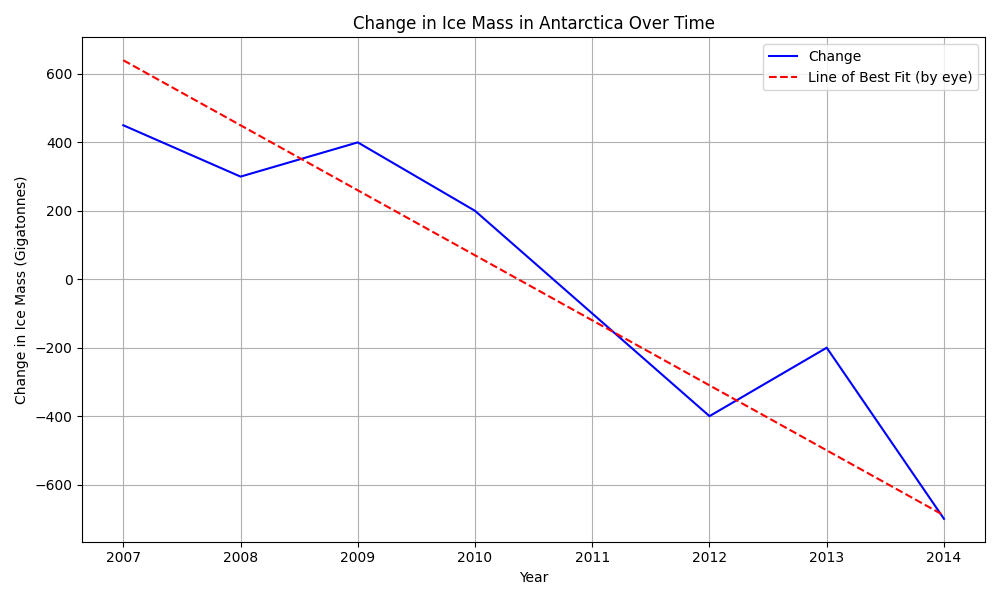 Change in Ice Mass in Antarctica Over Time
Change
Line of Best Fit (by eye)
Change in Ice Mass (Gigatonnes)
600
400
200
0
−200
−400
−600
2007 2008 2009 2010 2011 2012 2013 2014
Year